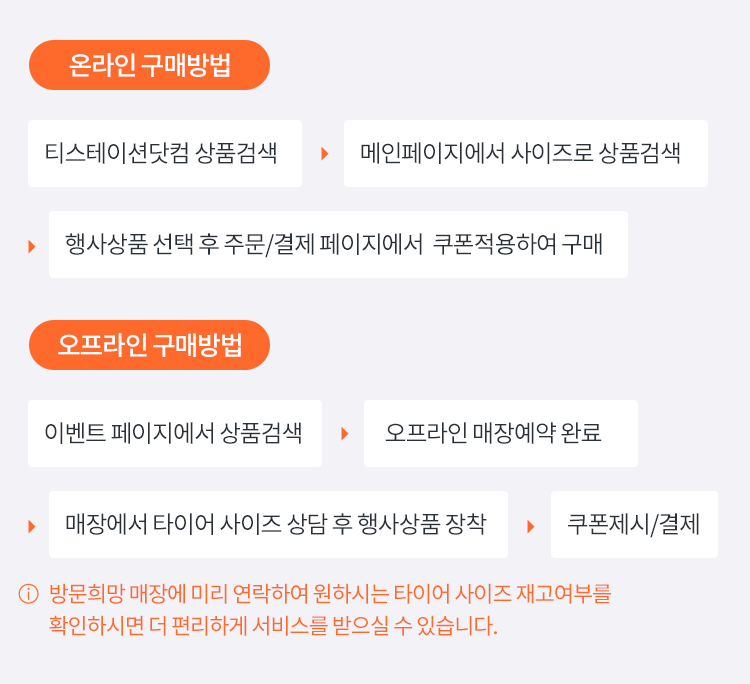 온라인 구매방법
티스테이션닷컴 상품검색
메인페이지에서 사이즈로 상품검색
행사상품 선택 후 주문/결제 페이지에서 쿠폰적용하여 구매
오프라인 구매방법
이벤트 페이지에서 상품검색
오프라인 매장예약 완료
매장에서 타이어 사이즈 상담 후 행사상품 장착
쿠폰제시/결제
방문희망 매장에 미리 연락하여 원하시는 타이어 사이즈 재고여부를
확인하시면 더 편리하게 서비스를 받으실 수 있습니다.